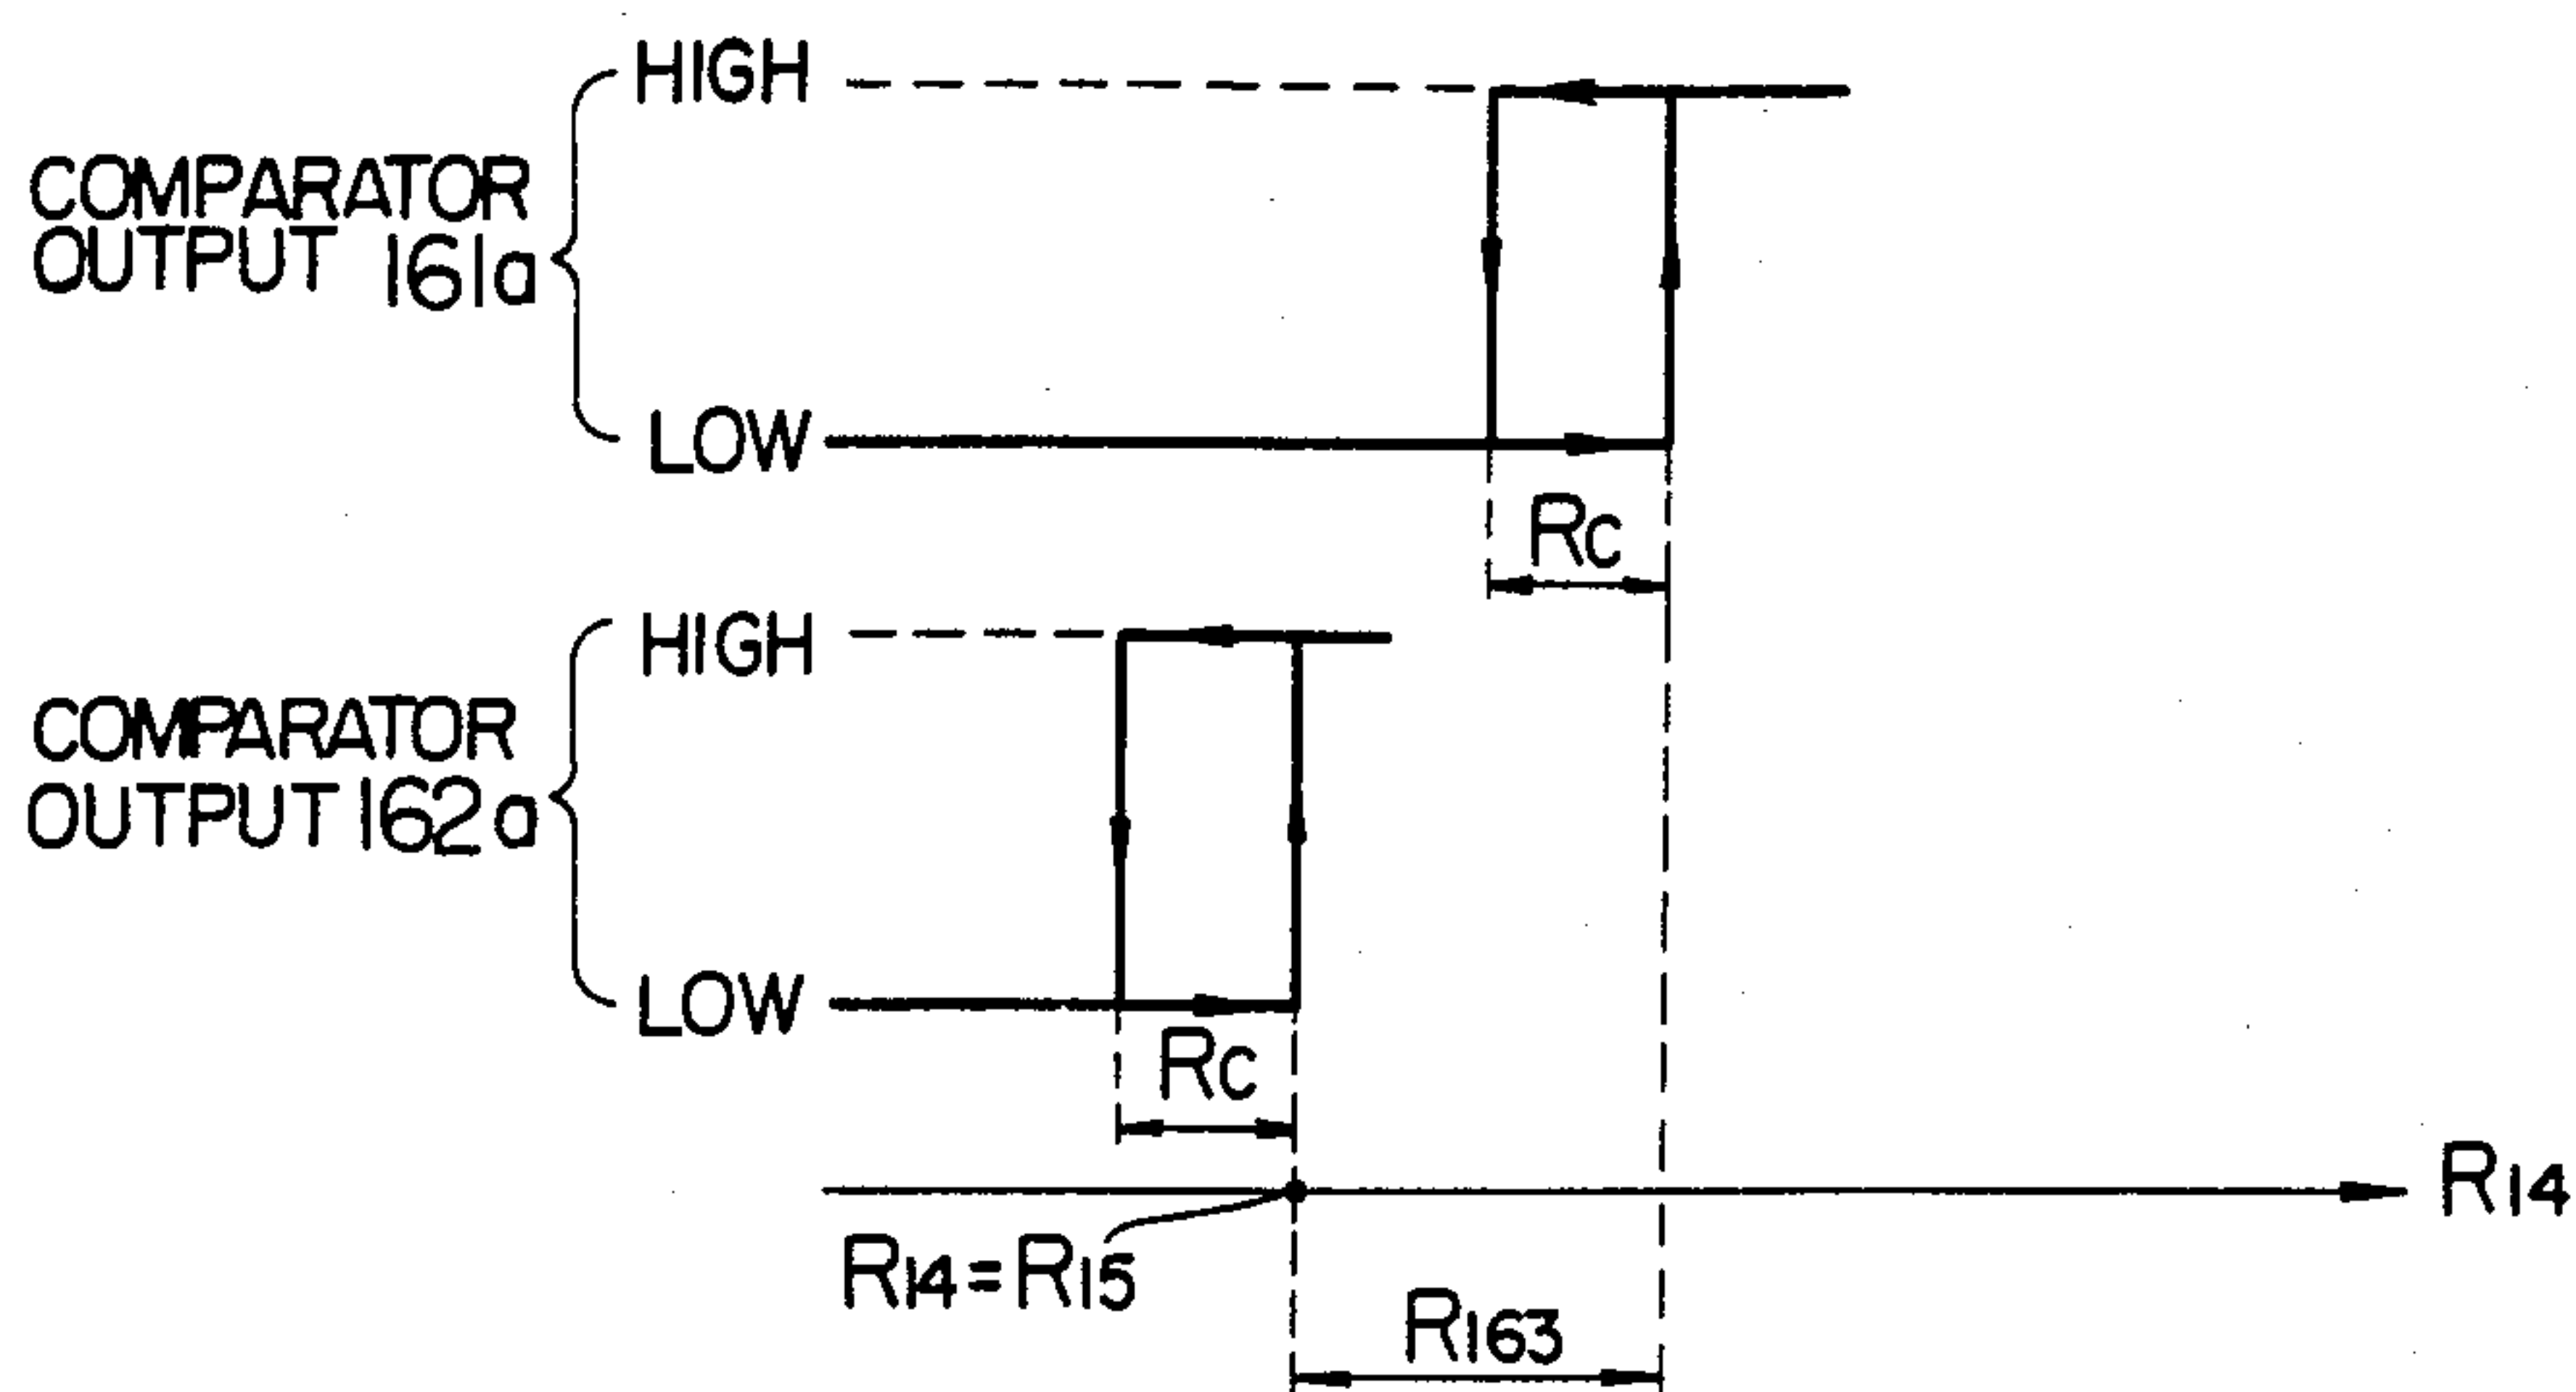 HIGH
COMPARATOR
OUTPUT 161a
LOW
RC
HIGH
COMPARATOR
OUTPUT 162a
LOW
RC
R14
R14=R15
R163